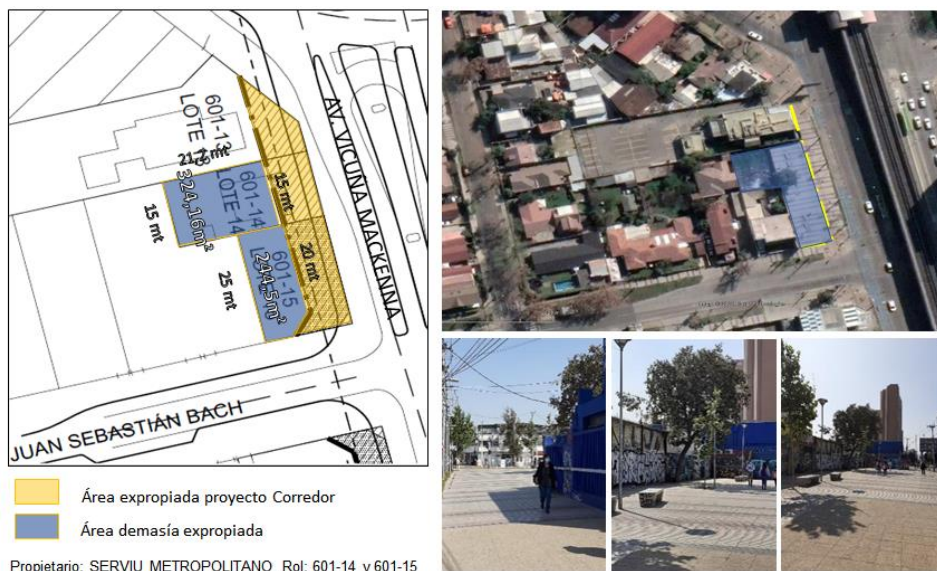 601-13
LOTE 13
21,7 mt
601-14
LOTE 14
15 mt
324,16m²
15 mt
20 mt
601-15
244,5m²
25 mt
AV. VICUÑA MACKENNA
JUAN SEBASTIÁN BACH
Área expropiada proyecto Corredor
Área demasía expropiada
Propietario: SERVIU METROPOLITANO Rol: 601-14 y 601-15